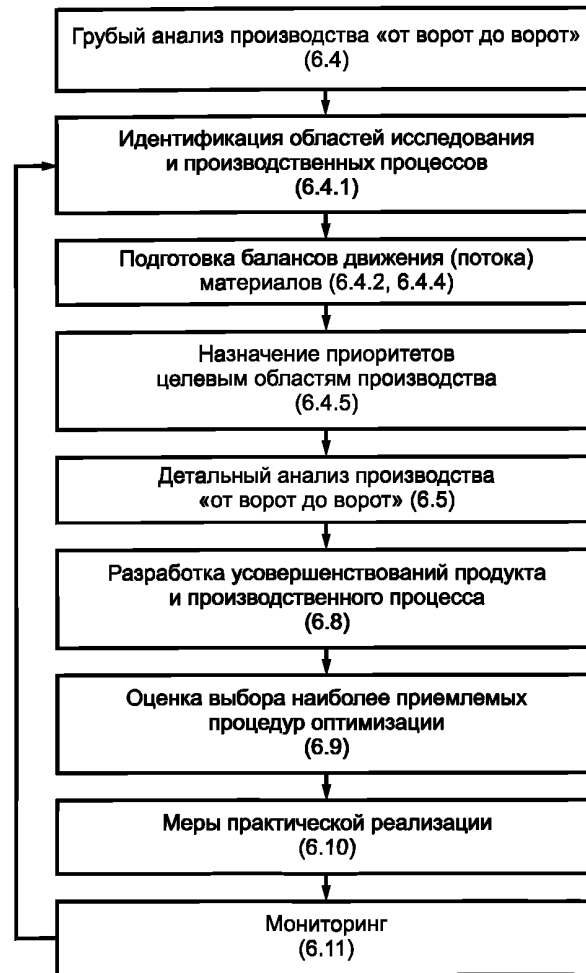 Грубый анализ производства «от ворот до ворот»
(6.4)
Идентификация областей исследования
и производственных процессов
(6.4.1)
Подготовка балансов движения (потока)
материалов (6.4.2, 6.4.4)
Назначение приоритетов
целевым областям производства
(6.4.5)
Детальный анализ производства
«от ворот до ворот» (6.5)
Разработка усовершенствований продукта
и производственного процесса
(6.8)
Оценка выбора наиболее приемлемых
процедур оптимизации
(6.9)
Меры практической реализации
(6.10)
Мониторинг
(6.11)